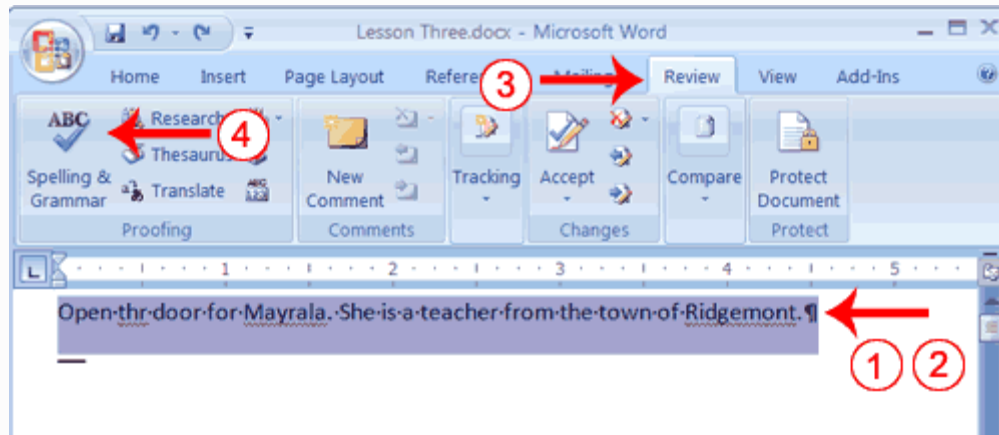 Lesson Three.docx - Microsoft Word
Home Insert Page Layout Review View Add-Ins
3
ABC
Research
4
Thesaurus
Translate
ABC
123
Spelling &
Grammar
New
Comment
Tracking
Accept
Compare
Protect
Document
Proofing Comments Changes Protect
L 1 2 3 4 5
Open·thr·door·for·Mayrala.·She·is·a·teacher·from·the·town·of·Ridgemont.¶
1 2